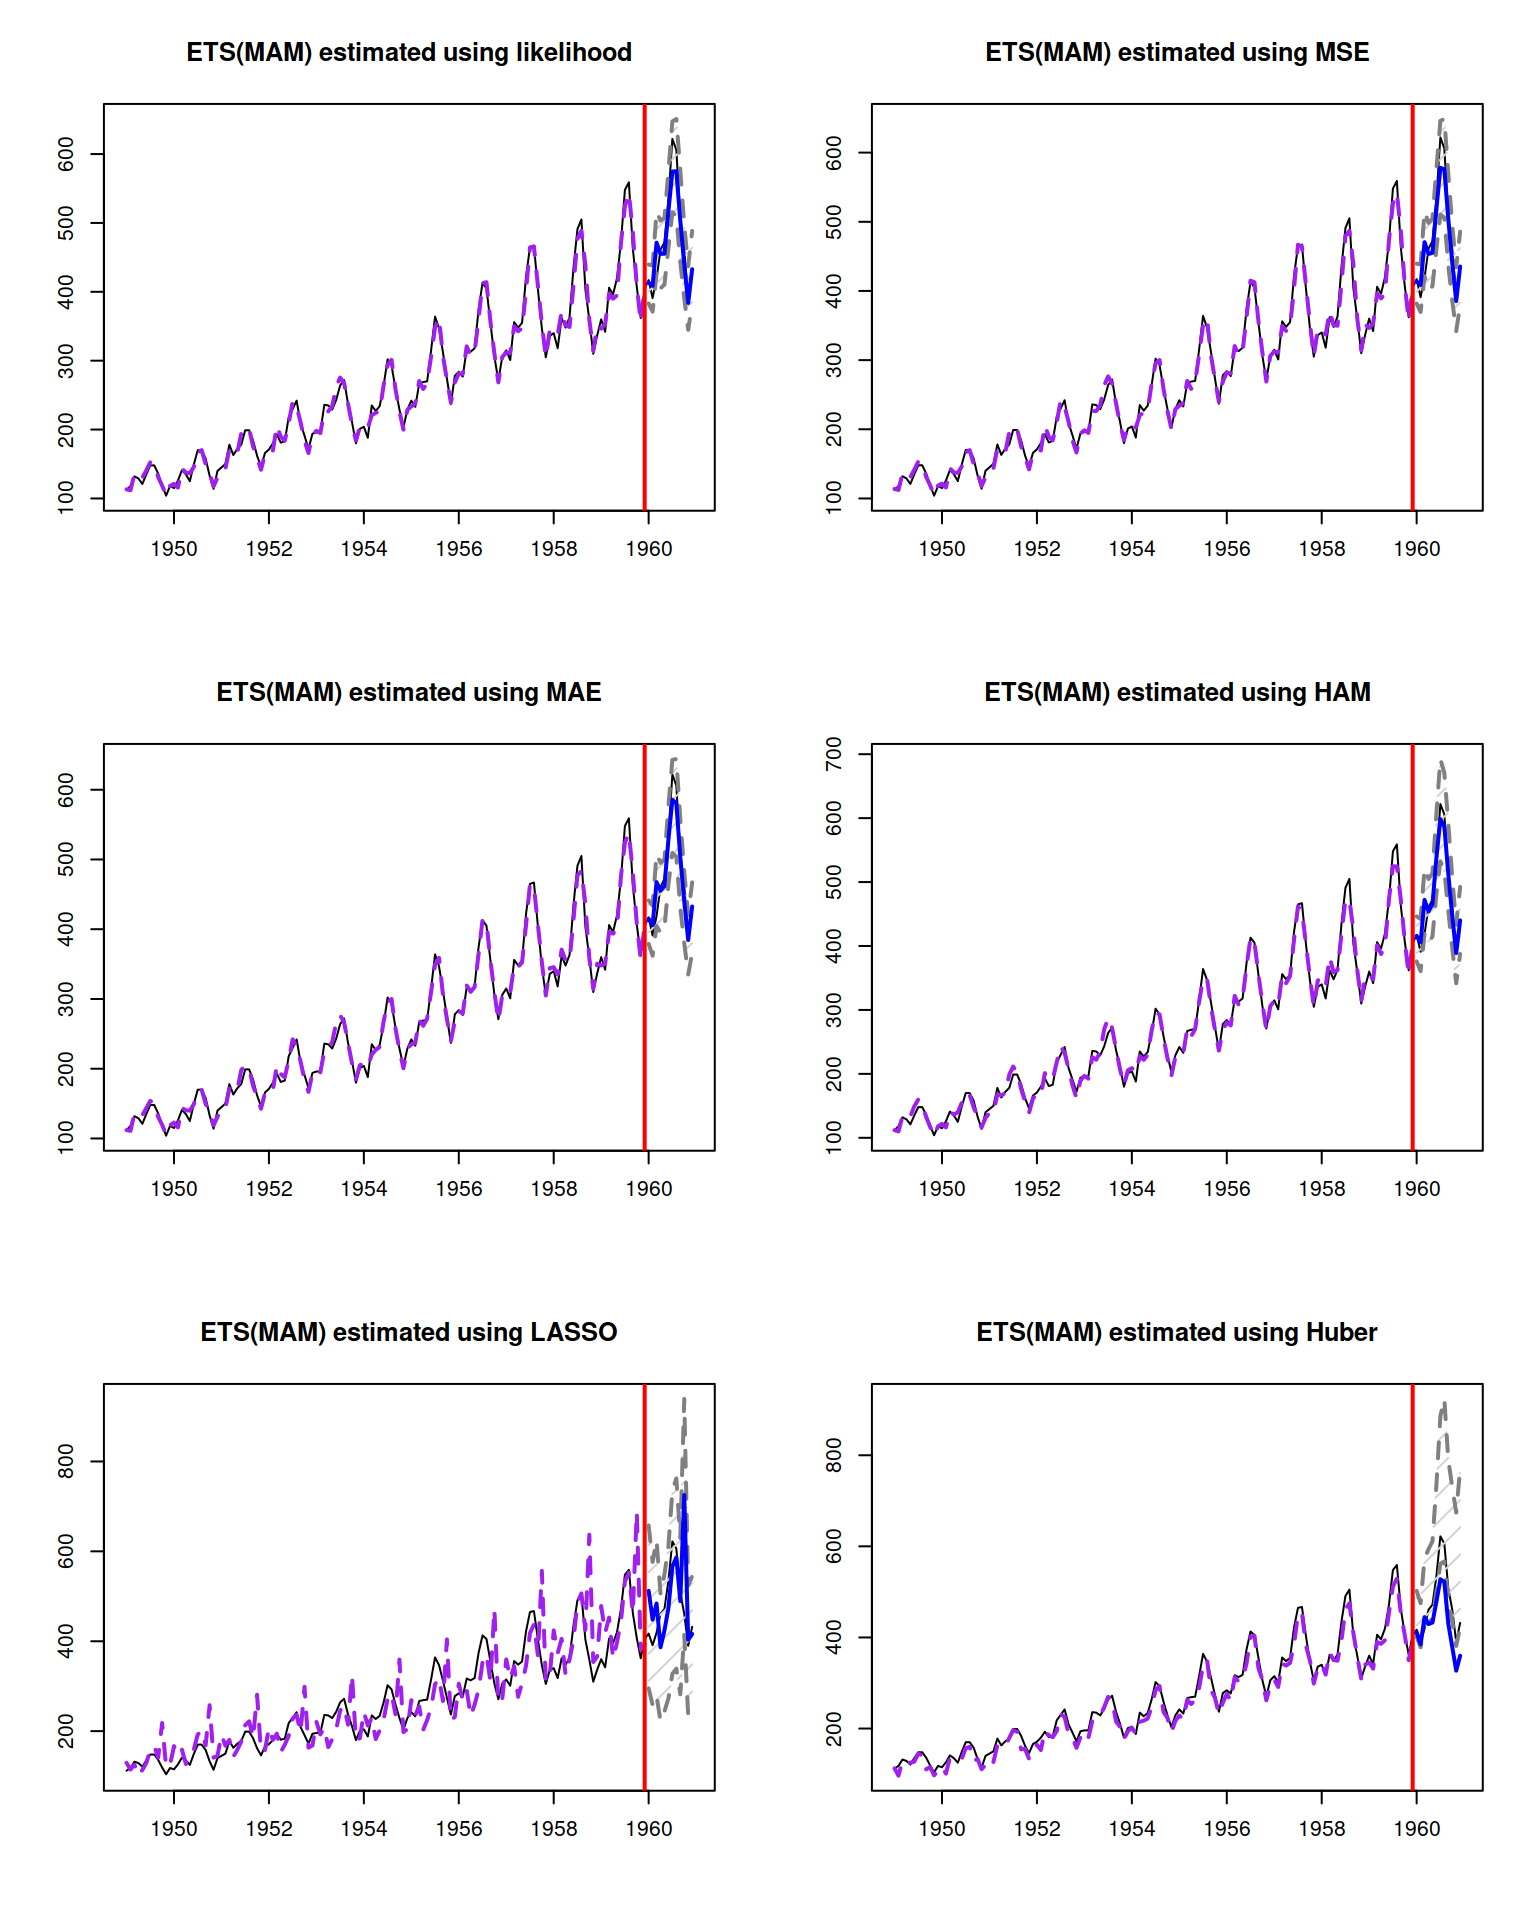 ETS(MAM) estimated using likelihood
100 200 300 400 500 600
1950 1952 1954 1956 1958 1960
ETS(MAM) estimated using MSE
100 200 300 400 500 600
1950 1952 1954 1956 1958 1960
ETS(MAM) estimated using MAE
100 200 300 400 500 600
1950 1952 1954 1956 1958 1960
ETS(MAM) estimated using HAM
100 200 300 400 500 600 700
1950 1952 1954 1956 1958 1960
ETS(MAM) estimated using LASSO
200 400 600 800
1950 1952 1954 1956 1958 1960
ETS(MAM) estimated using Huber
200 400 600 800
1950 1952 1954 1956 1958 1960